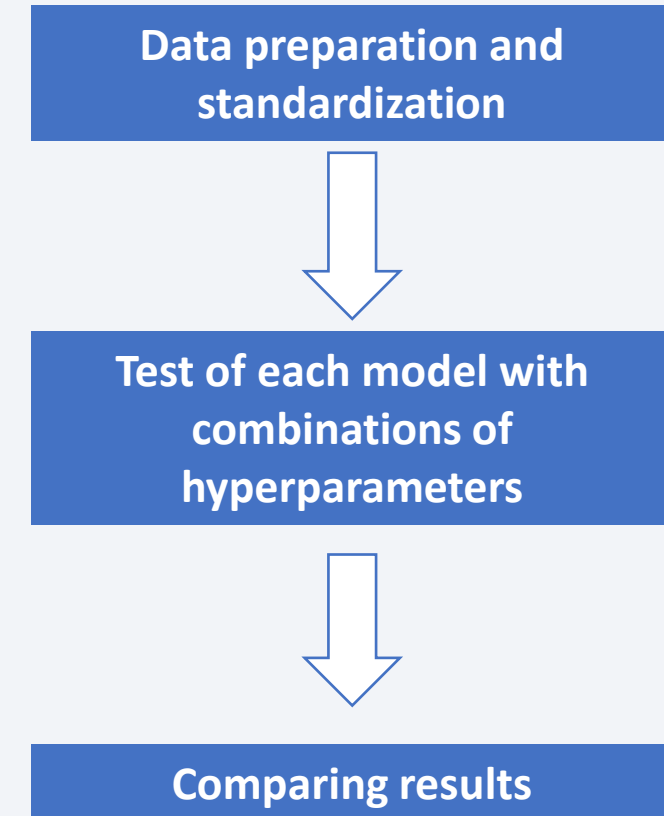 Data preparation and
standardization
Test of each model with
combinations of
hyperparameters
Comparing results